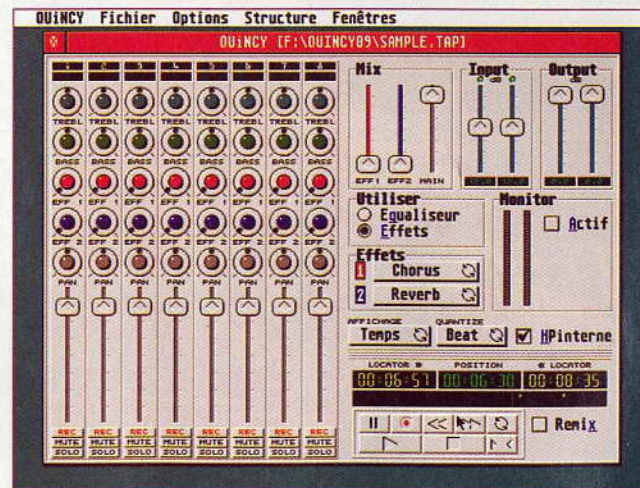 OUiNCY Fichier Options Structure Fenêtres
OUiNCY [F:\OUINCY09\SAMPLE.TAP]
1 2 3 4 5 6 7 8
TREBL TREBL TREBL TREBL TREBL TREBL TREBL TREBL
BASS BASS BASS BASS BASS BASS BASS BASS
EFF 1 EFF 1 EFF 1 EFF 1 EFF 1 EFF 1 EFF 1 EFF 1
EFF 2 EFF 2 EFF 2 EFF 2 EFF 2 EFF 2 EFF 2 EFF 2
PAN PAN PAN PAN PAN PAN PAN PAN
REC REC REC REC REC REC REC REC
MUTE MUTE MUTE MUTE MUTE MUTE MUTE MUTE
SOLO SOLO SOLO SOLO SOLO SOLO SOLO SOLO
Mix
EFF1 EFF2 MAIN
Input
Output
Utiliser
Equaliseur
Effets
Monitor
Actif
Effets
1 Chorus
2 Reverb
AFFICHAGE QUANTIZE
Temps Beat HPinterne
LOCATOR POSITION LOCATOR
00:06:57 00:06:30 00:08:35
Remix